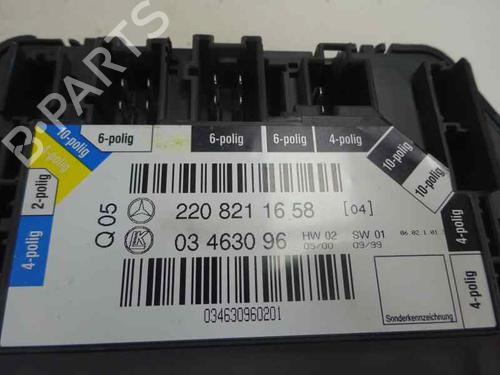 B-PARTS
10-polig
6-polig
6-polig
6-polig
4-polig
10-polig
10-polig
2-polig
4-polig
4-polig
4-polig
Q 05
220 821 16 58 [04]
03 4630 96
HW 02
05/00
SW 01
09/99
034630960201
Sonderkennzeichnung